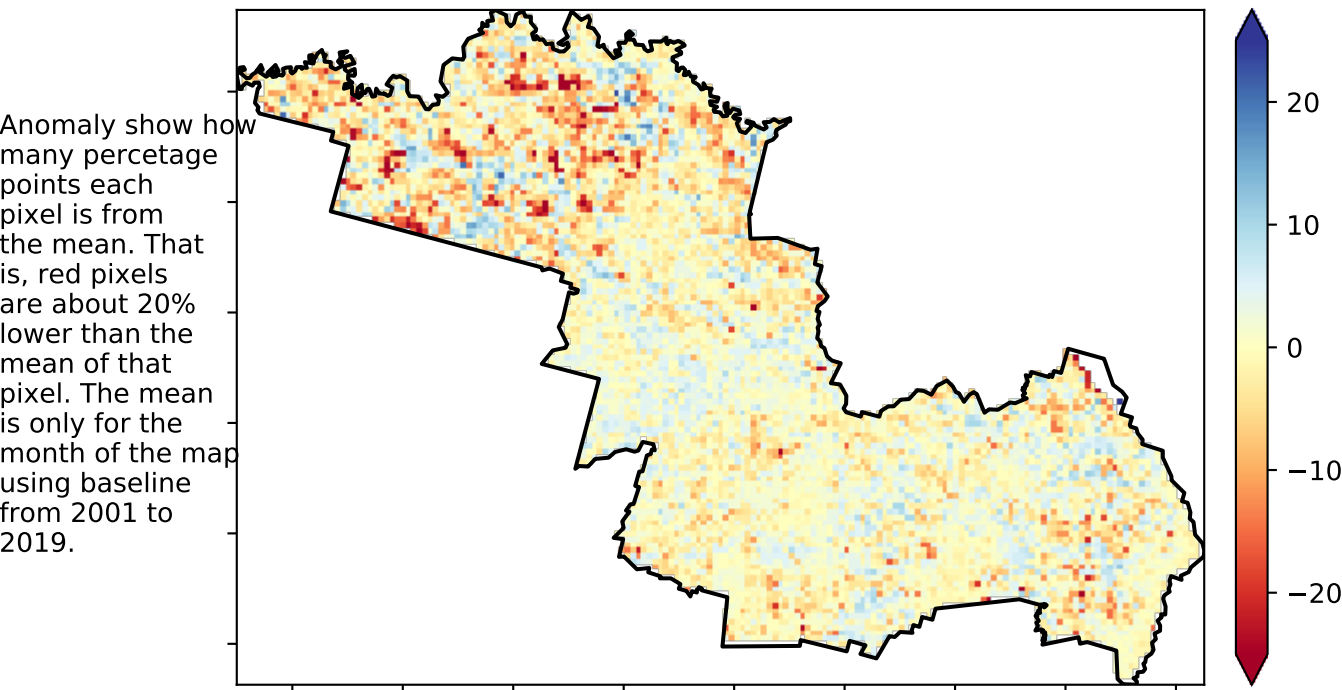 Anomaly show how
many percetage
points each
pixel is from
the mean. That
is, red pixels
are about 20%
lower than the
mean of that
pixel. The mean
is only for the
month of the map
using baseline
from 2001 to
2019.
20
10
0
−10
−20